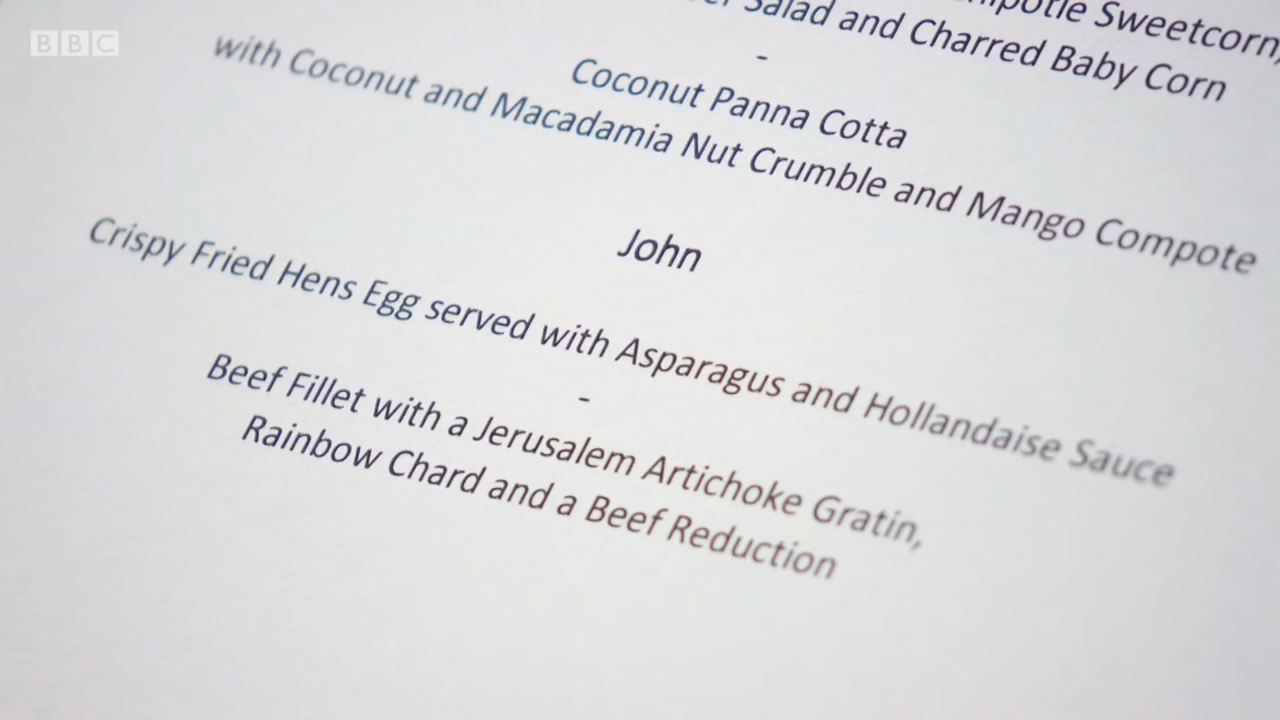 BBC
Sweetcorn,
Salad and Charred Baby Corn
-
Coconut Panna Cotta
with Coconut and Macadamia Nut Crumble and Mango Compote
John
Crispy Fried Hens Egg served with Asparagus and Hollandaise Sauce
-
Beef Fillet with a Jerusalem Artichoke Gratin,
Rainbow Chard and a Beef Reduction